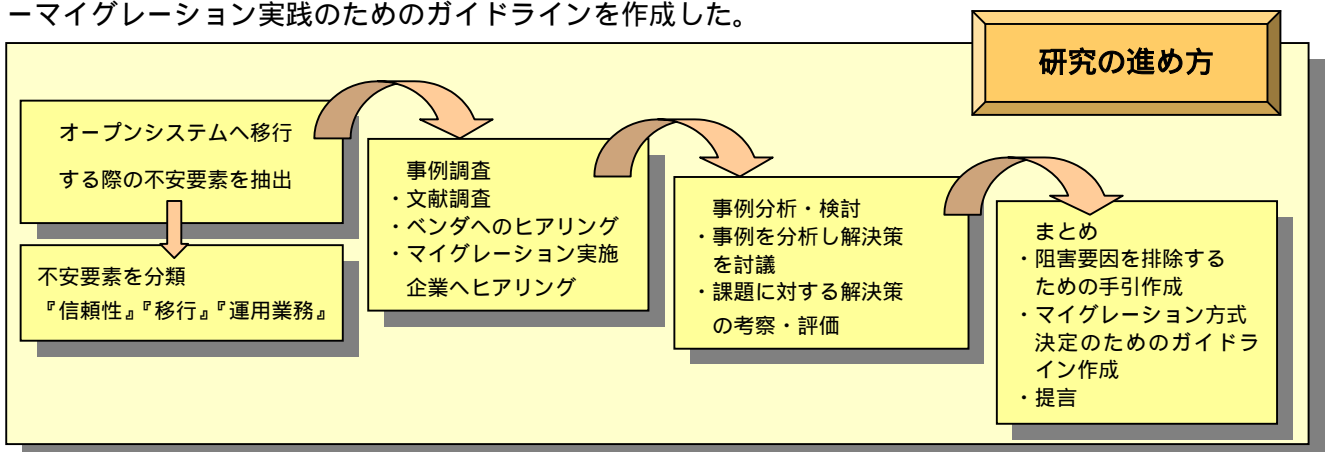 ーマイグレーション実践のためのガイドラインを作成した。
研究の進め方
オープンシステムへ移行
する際の不安要素を抽出
不安要素を分類
『信頼性』『移行』『運用業務』
事例調査
・文献調査
・ベンダへのヒアリング
・マイグレーション実施
企業へヒアリング
事例分析・検討
・事例を分析し解決策
を討議
・課題に対する解決策
の考察・評価
まとめ
・阻害要因を排除する
ための手引作成
・マイグレーション方式
決定のためのガイドラ
イン作成
・提言